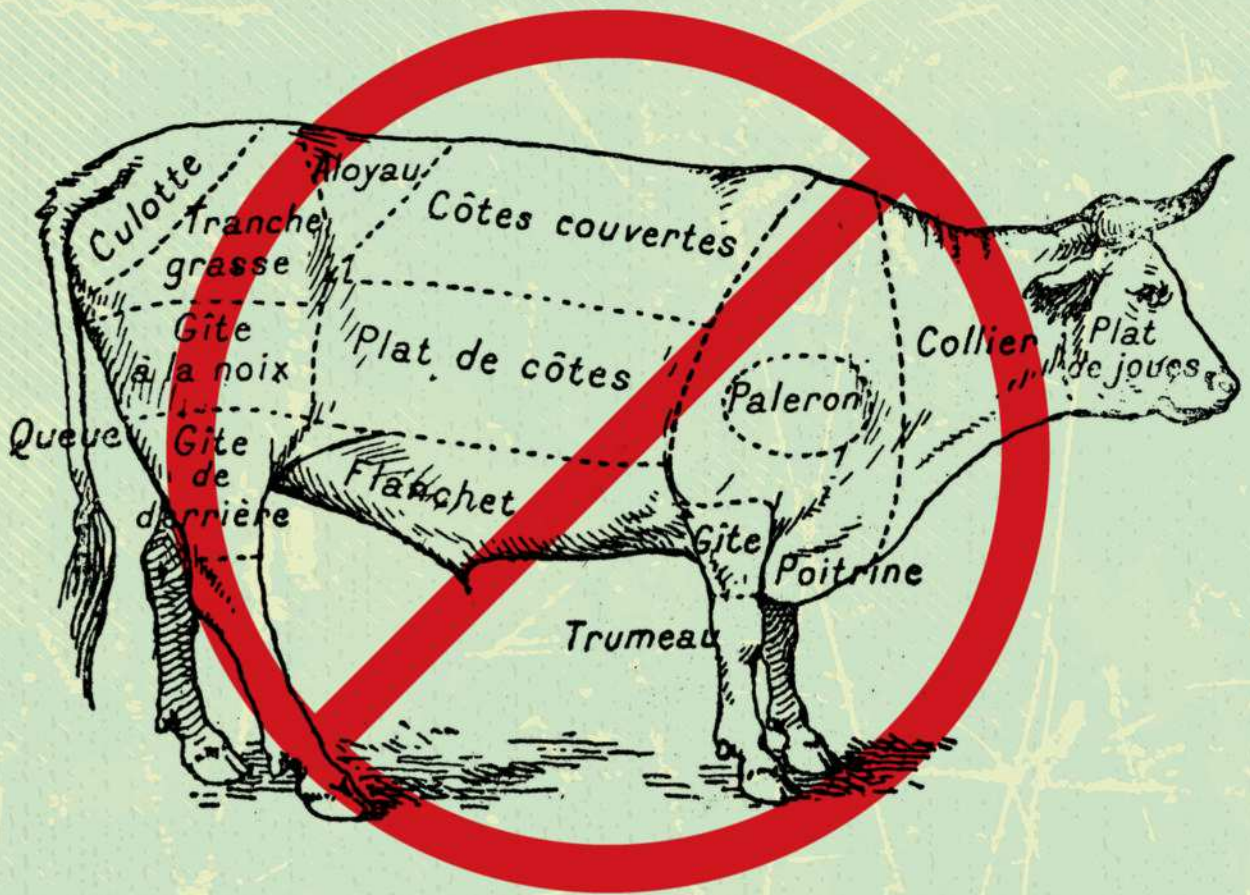 Culotte
Tranche
grasse
Aloyau
Côtes couvertes
Gîte
à la noix
Plat de côtes
Paleron
Collier
Plat
de joues
Queue
Gîte
de
derrière
Flanchet
Gîte
Poitrine
Trumeau